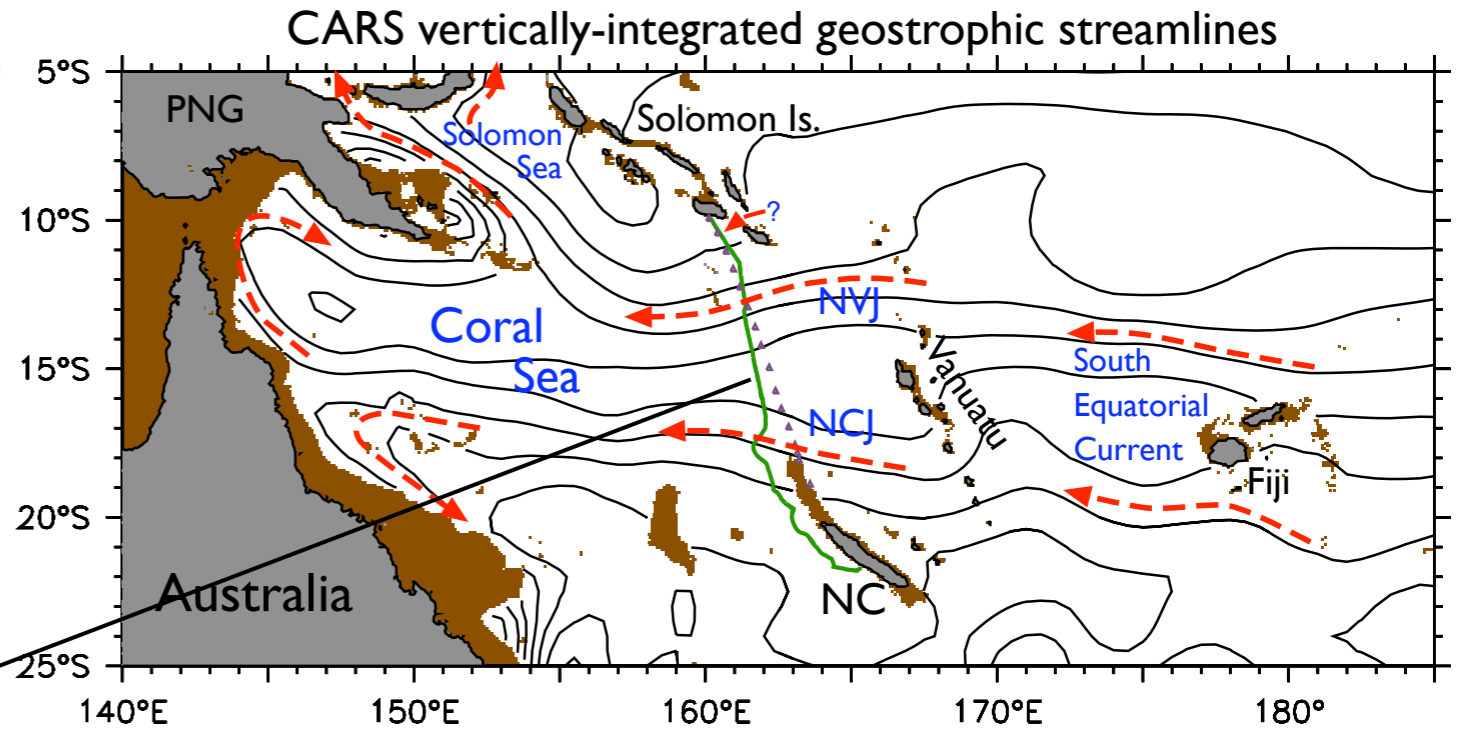 CARS vertically-integrated geostrophic streamlines
5°S
10°S
15°S
20°S
25°S
PNG
Solomon Is.
Solomon
Sea
?
NVJ
Coral
Sea
South
Equatorial
Current
Vanuatu
NCJ
Fiji
Australia
NC
140°E
150°E
160°E
170°E
180°